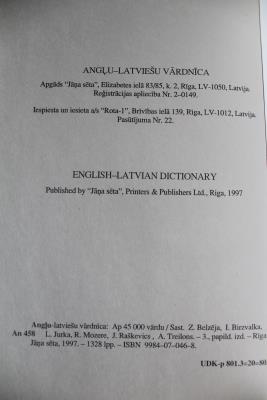 ANGĻU–LATVIEŠU VĀRDNĪCA
Apgāds "Jāņa sēta", Elizabetes ielā 83/85, k. 2, Rīga, LV-1050, Latvija.
Reģistrācijas apliecība Nr. 2–0149.
Iespiesta un iesieta a/s "Rota-1", Brīvības ielā 139, Rīga, LV-1012, Latvija.
Pasūtījuma Nr. 22.
ENGLISH–LATVIAN DICTIONARY
Published by "Jāņa sēta", Printers & Publishers Ltd., Riga, 1997
Angļu-latviešu vārdnīca: Ap 45 000 vārdu / Sast. Z. Belzēja, I. Birzvalka,
An 458 L. Jurka, R. Mozere, J. Raškevics, A. Treilons. – 3., papild. izd. – Rīga:
Jāņa sēta, 1997. – 1328 lpp. – ISBN 9984-07-046-8.
UDK-p 801.3=20=80